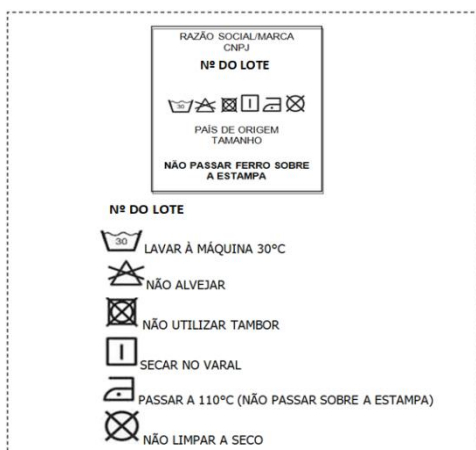 RAZÃO SOCIAL/MARCA
CNPJ
Nº DO LOTE
30
PAÍS DE ORIGEM
TAMANHO
NÃO PASSAR FERRO SOBRE
A ESTAMPA
Nº DO LOTE
30 LAVAR À MÁQUINA 30°C
NÃO ALVEJAR
NÃO UTILIZAR TAMBOR
SECAR NO VARAL
PASSAR A 110°C (NÃO PASSAR SOBRE A ESTAMPA)
NÃO LIMPAR A SECO